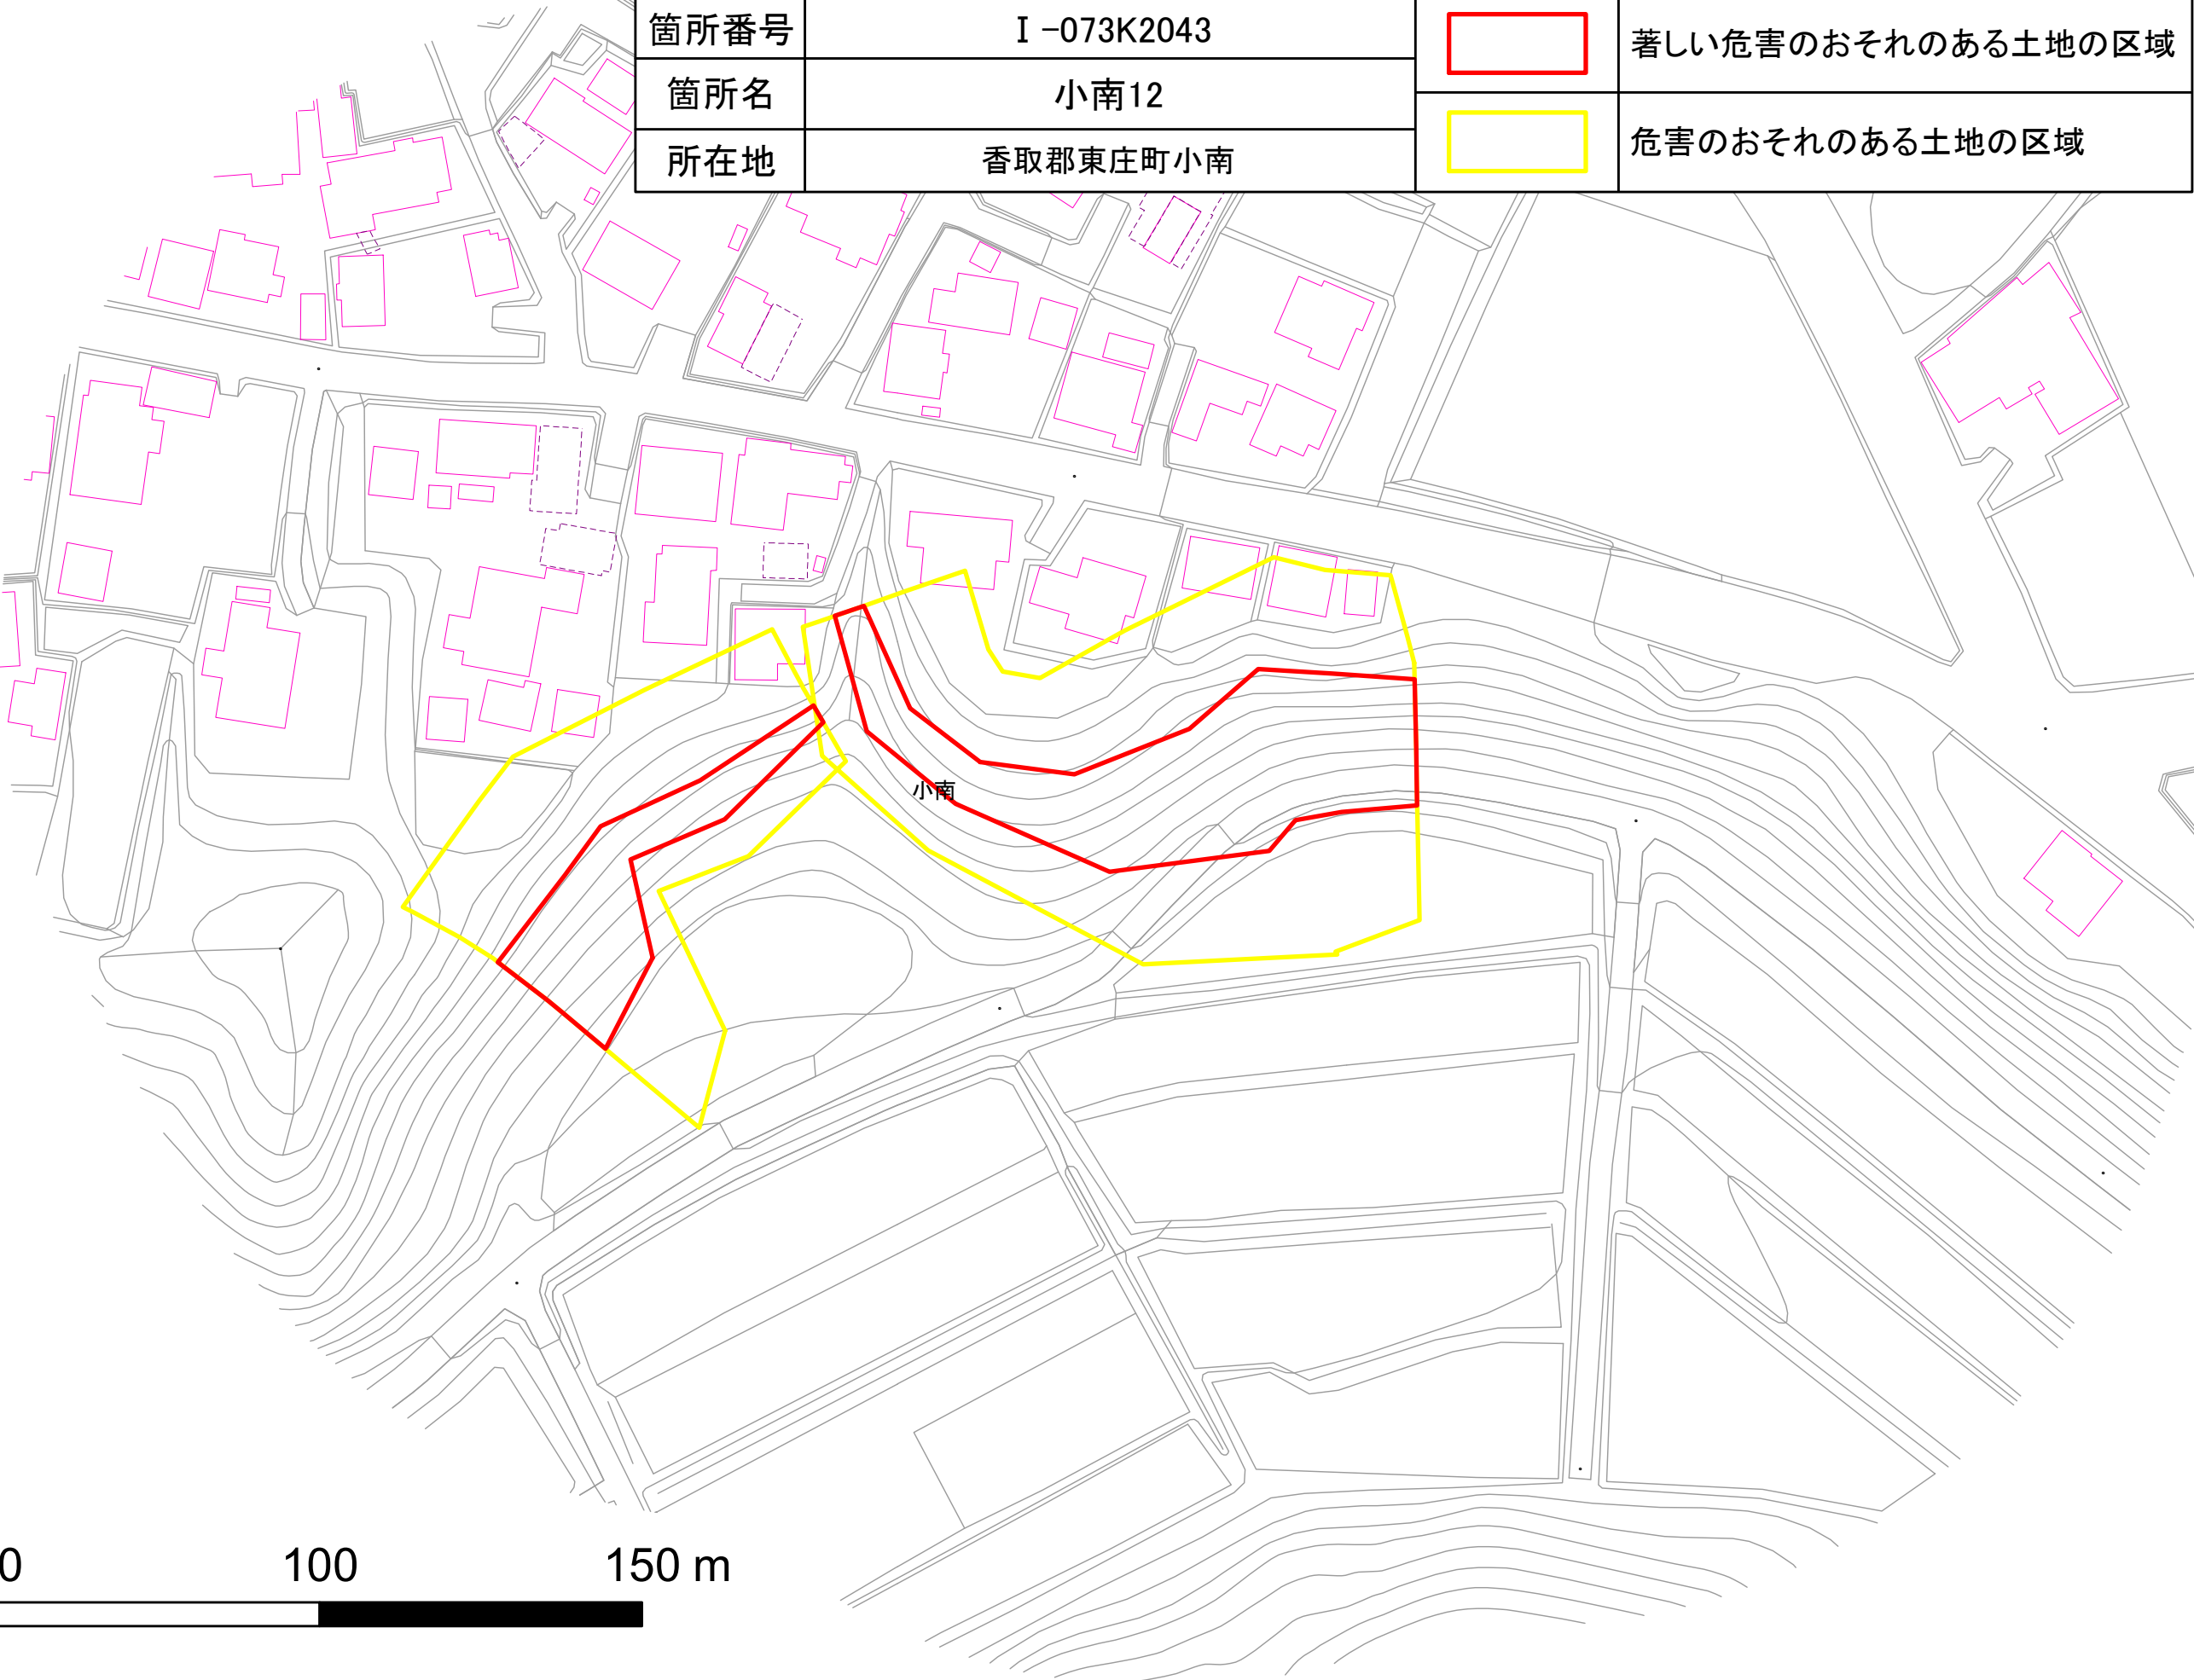 箇所番号 Ⅰ-073K2043
著しい危害のおそれのある土地の区域
箇所名 小南12
危害のおそれのある土地の区域
所在地 香取郡東庄町小南
小南
0 100 150 m